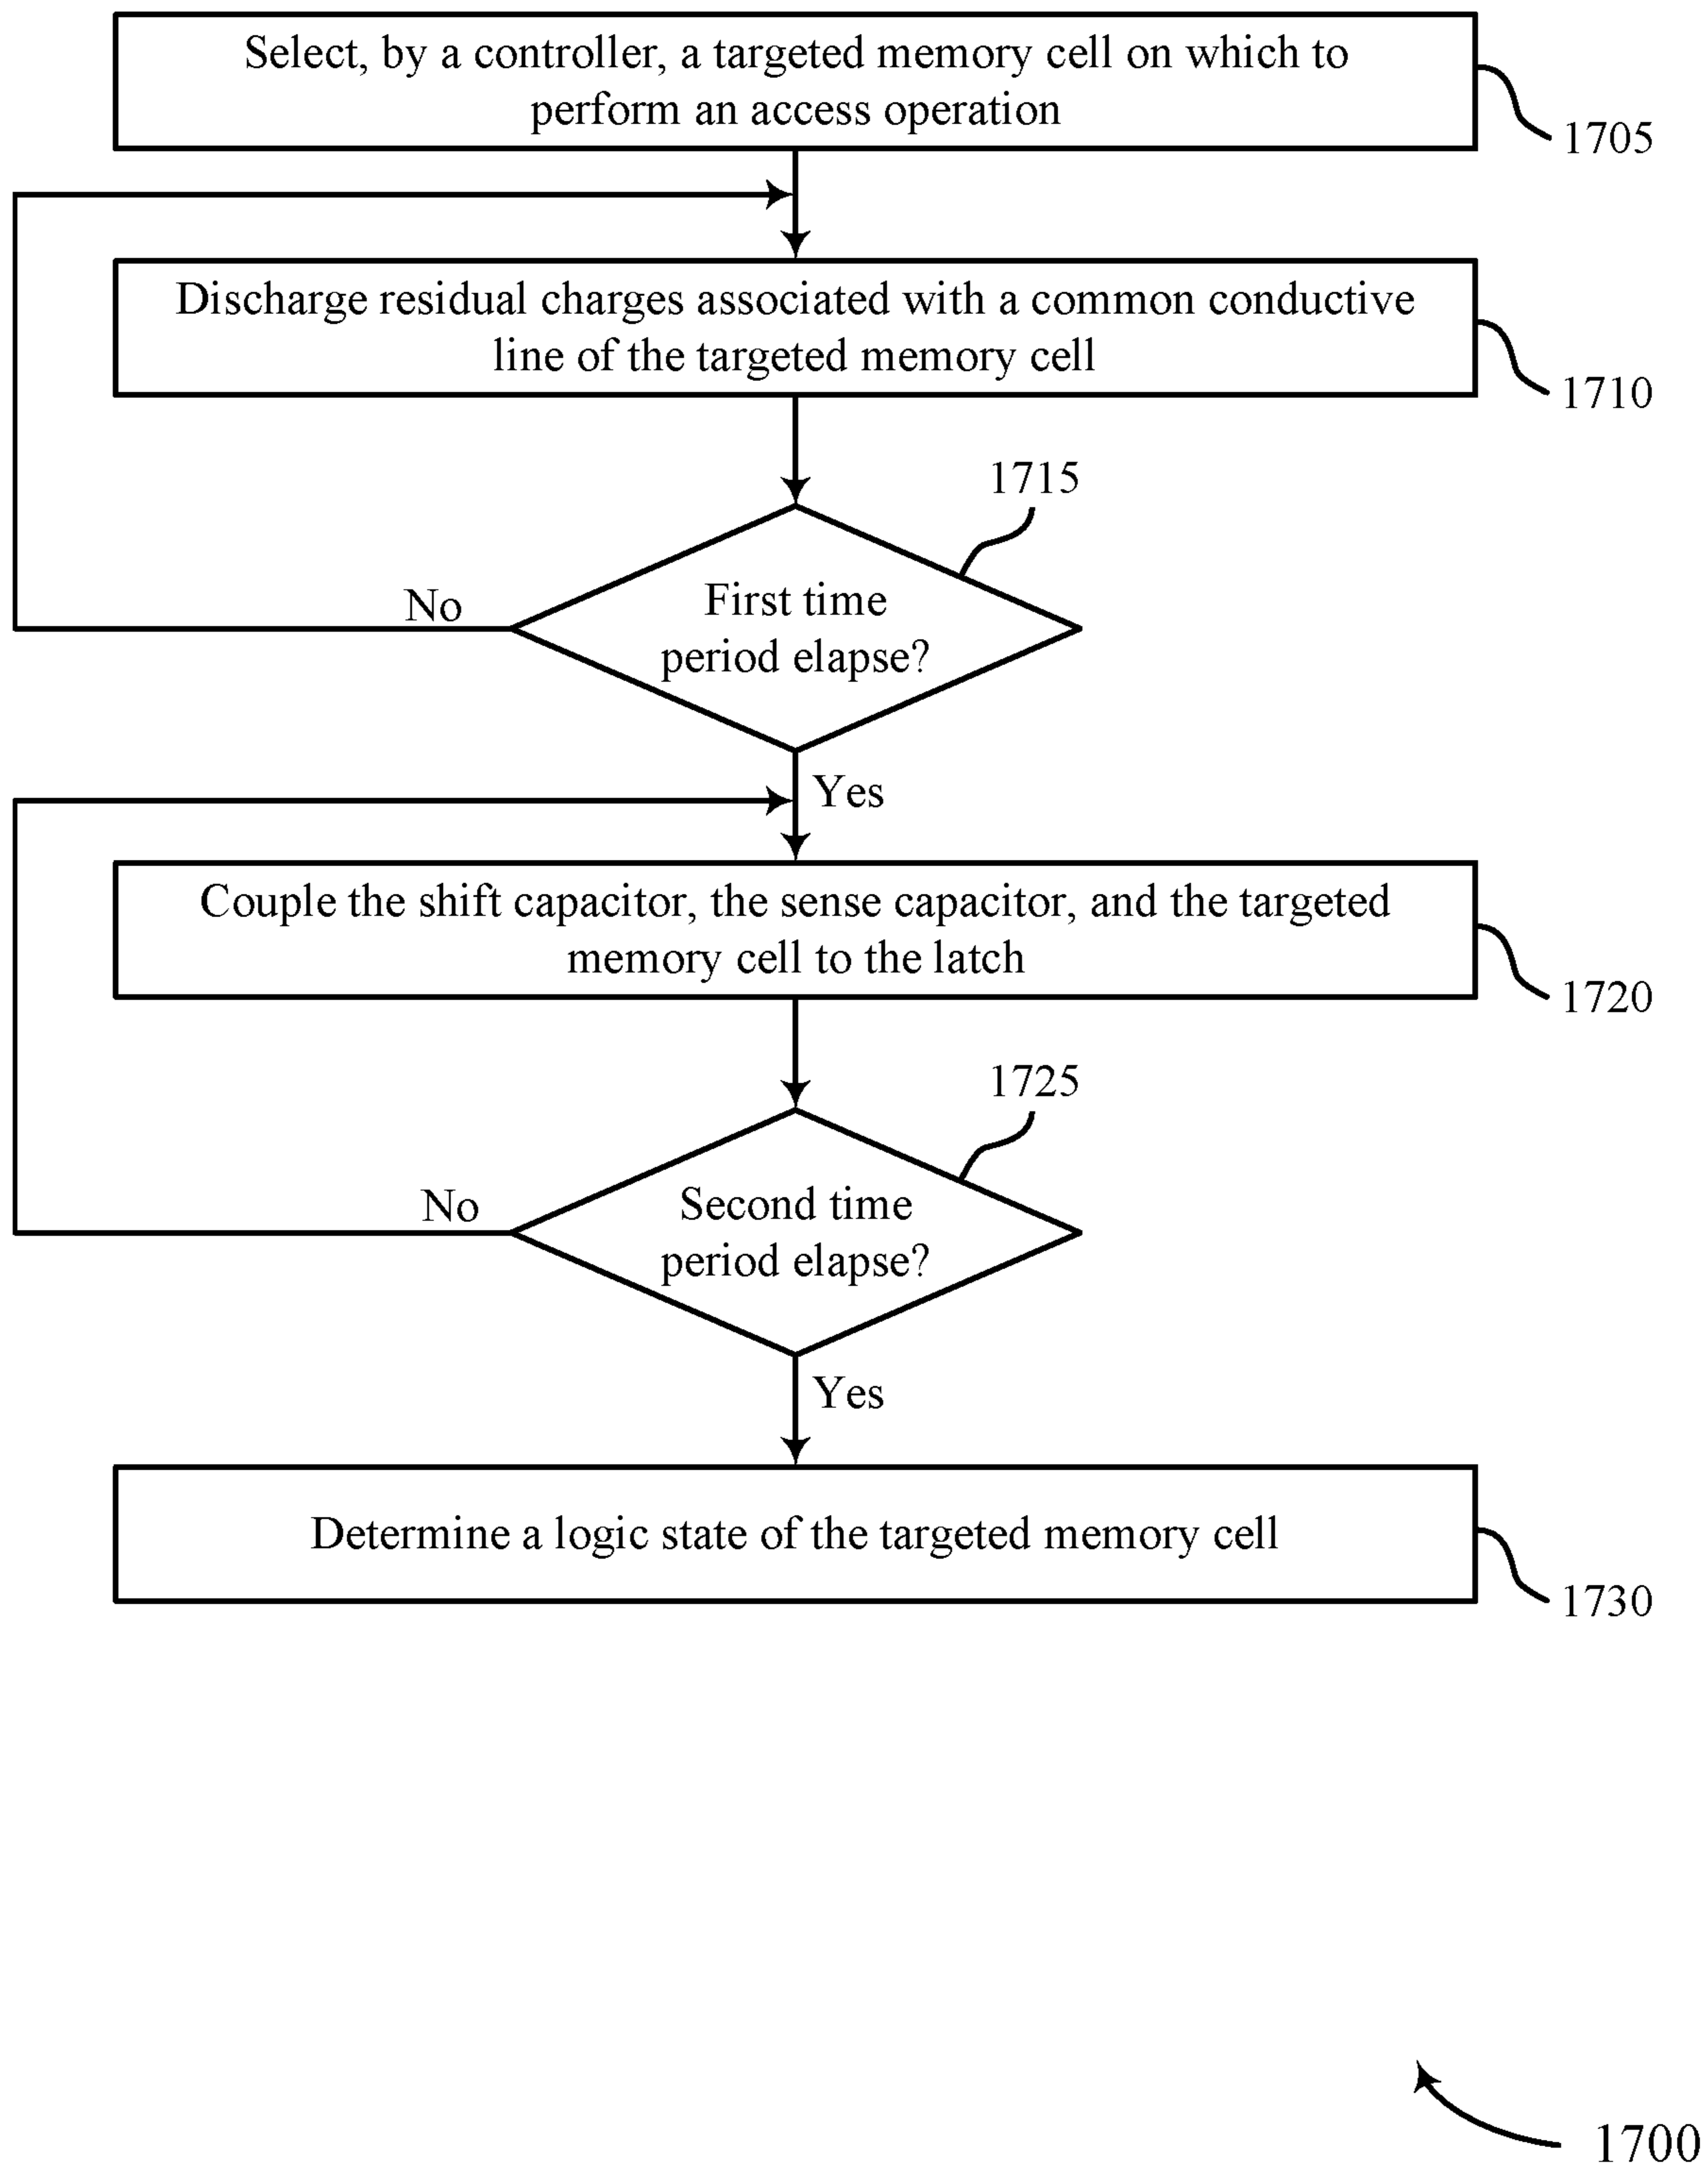 Select, by a controller, a targeted memory cell on which to
perform an access operation
1705
Discharge residual charges associated with a common conductive
line of the targeted memory cell
1710
1715
First time
period elapse?
No
Yes
Couple the shift capacitor, the sense capacitor, and the targeted
memory cell to the latch
1720
1725
Second time
period elapse?
No
Yes
Determine a logic state of the targeted memory cell
1730
1700